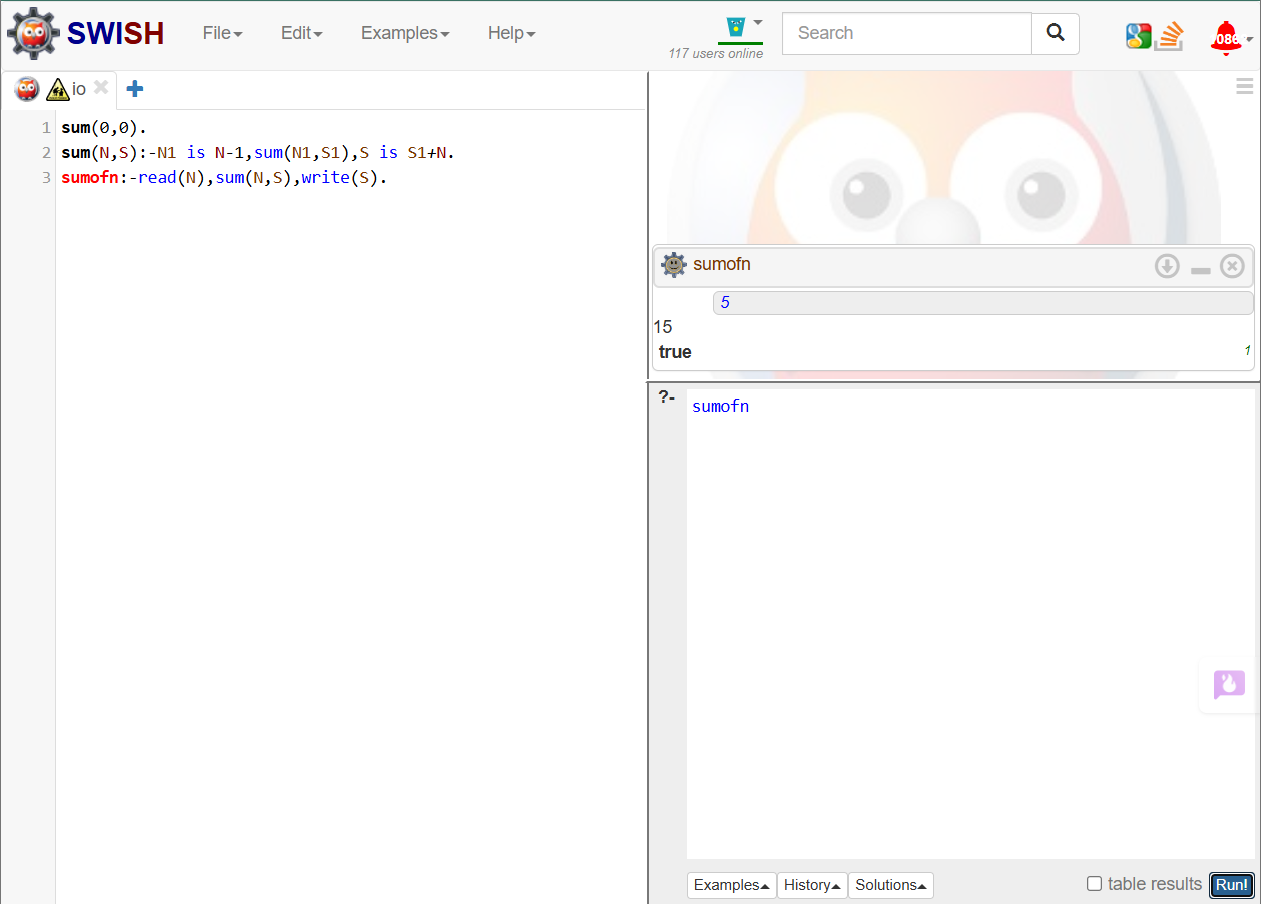 SWISH File Edit Examples Help 117 users online Search
io
1 sum(0,0).
2 sum(N,S):-N1 is N-1,sum(N1,S1),S is S1+N.
3 sumofn:-read(N),sum(N,S),write(S).
sumofn
5
15
true 1
?- sumofn
Examples History Solutions table results Run!